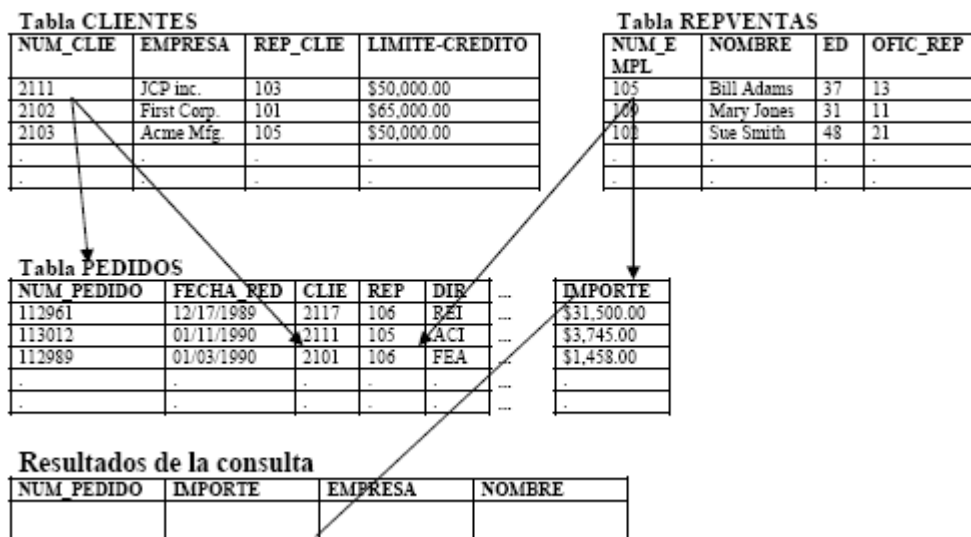 Tabla CLIENTES
NUM_CLIE EMPRESA REP_CLIE LIMITE-CREDITO
2111 JCP inc. 103 $50,000.00
2102 First Corp. 101 $65,000.00
2103 Acme Mfg. 105 $50,000.00
. . . .
. . . .
Tabla REPVENTAS
NUM_E
MPL NOMBRE ED OFIC_REP
105 Bill Adams 37 13
109 Mary Jones 31 11
102 Sue Smith 48 21
. . . .
. . . .
Tabla PEDIDOS
NUM_PEDIDO FECHA_PED CLIE REP DIR ... IMPORTE
112961 12/17/1989 2117 106 REI ... $31,500.00
113012 01/11/1990 2111 105 ACI ... $3,745.00
112989 01/03/1990 2101 106 FEA ... $1,458.00
. . . . . ... .
. . . . . ... .
Resultados de la consulta
NUM_PEDIDO IMPORTE EMPRESA NOMBRE